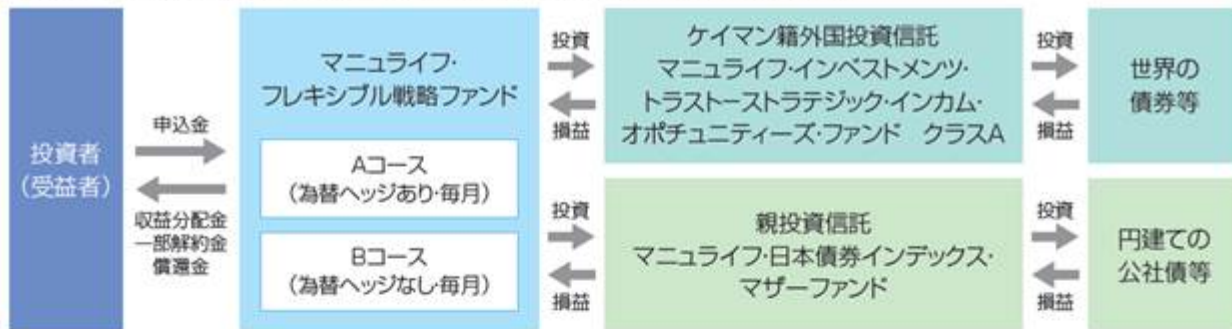 投資者
(受益者)
申込金
収益分配金
一部解約金
償還金
マニュライフ・
フレキシブル戦略ファンド
Aコース
(為替ヘッジあり・毎月)
Bコース
(為替ヘッジなし・毎月)
投資
損益
ケイマン籍外国投資信託
マニュライフ・インベストメンツ・
トラストーストラテジック・インカム・
オポチュニティーズ・ファンド クラスA
投資
損益
世界の
債券等
投資
損益
親投資信託
マニュライフ・日本債券インデックス・
マザーファンド
投資
損益
円建ての
公社債等